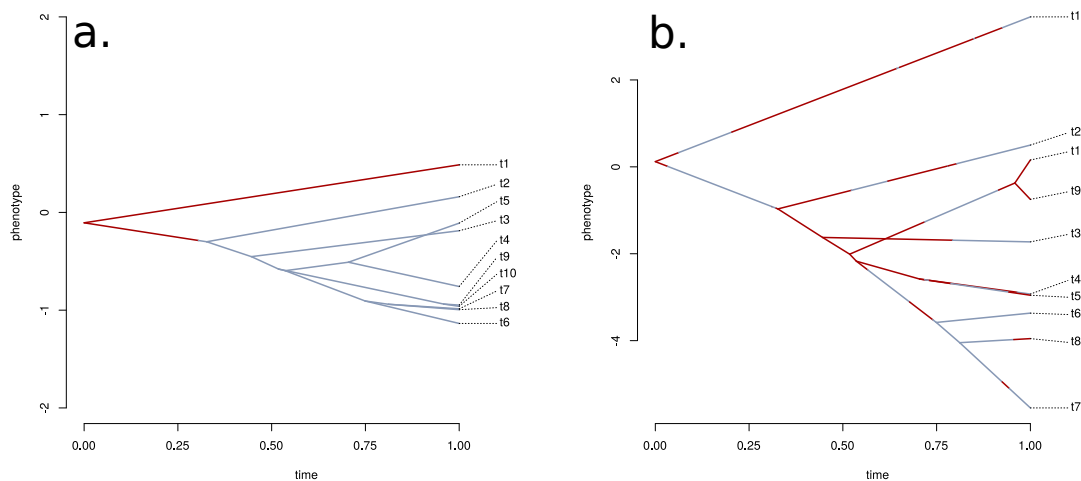 a.
2
1
0
-1
-2
phenotype
0.00 0.25 0.50 0.75 1.00
time
t1
t2
t5
t3
t4
t9
t10
t7
t8
t6
b.
2
0
-2
-4
phenotype
0.00 0.25 0.50 0.75 1.00
time
t1
t2
t1
t9
t3
t4
t5
t6
t8
t7